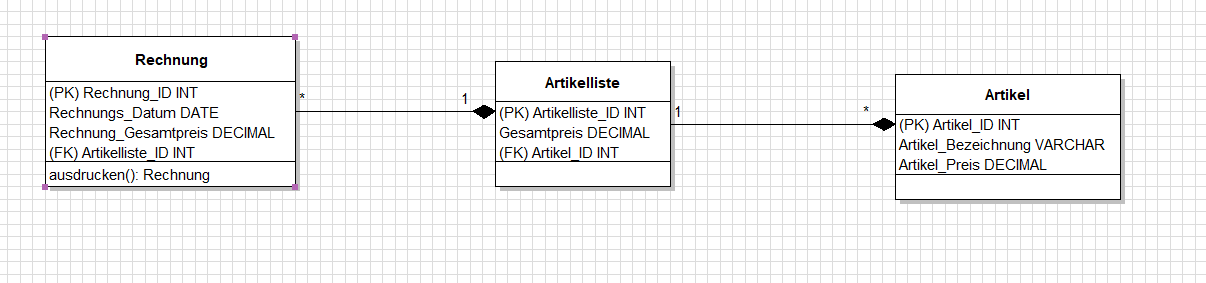 Rechnung
(PK) Rechnung_ID INT
Rechnungs_Datum DATE
Rechnung_Gesamtpreis DECIMAL
(FK) Artikelliste_ID INT
ausdrucken(): Rechnung
*
1
Artikelliste
(PK) Artikelliste_ID INT
Gesamtpreis DECIMAL
(FK) Artikel_ID INT
1
*
Artikel
(PK) Artikel_ID INT
Artikel_Bezeichnung VARCHAR
Artikel_Preis DECIMAL